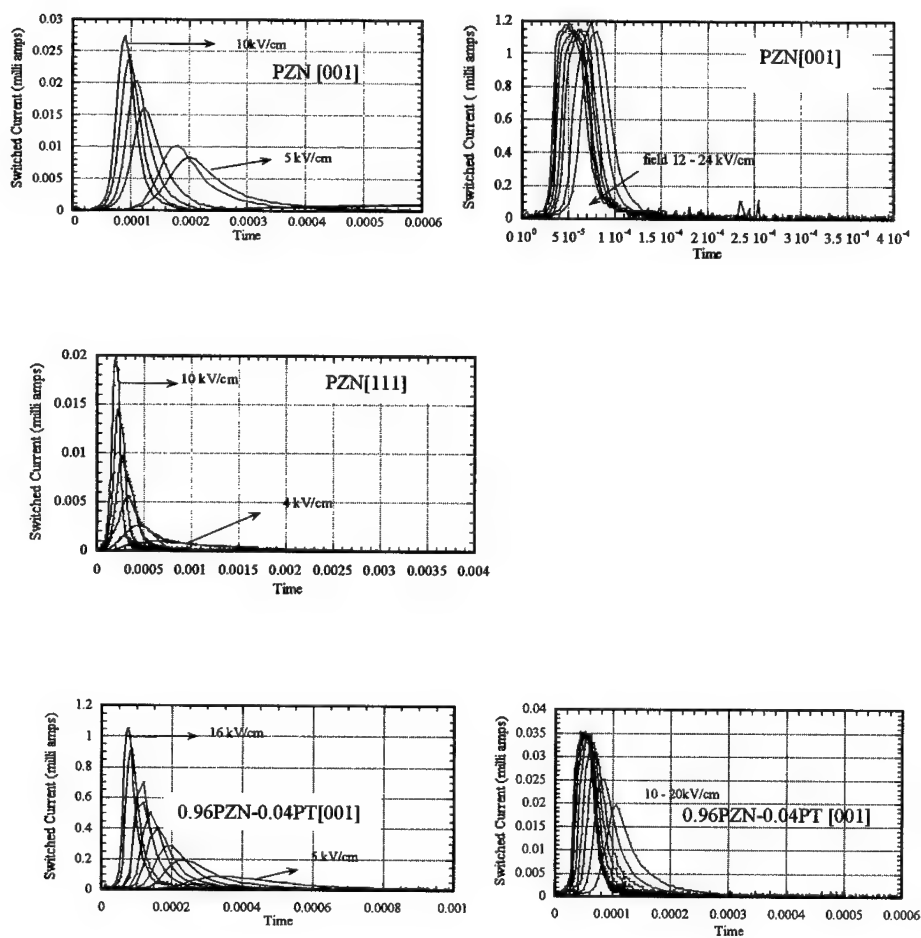 Switched Current (milli amps)
0.03
0.025
0.02
0.015
0.01
0.005
0
10kV/cm
PZN [001]
5 kV/cm
0 0.0001 0.0002 0.0003 0.0004 0.0005 0.0006
Time
Switched Current ( milli amps)
1.2
1
0.8
0.6
0.4
0.2
0
PZN[001]
field 12 - 24 kV/cm
0 10⁰ 5 10⁻⁵ 1 10⁻⁴ 1.5 10⁻⁴ 2 10⁻⁴ 2.5 10⁻⁴ 3 10⁻⁴ 3.5 10⁻⁴ 4 10⁻⁴
Time
Switched Current (milli amps)
0.02
0.015
0.01
0.005
0
10 kV/cm
PZN[111]
4 kV/cm
0 0.0005 0.001 0.0015 0.002 0.0025 0.003 0.0035 0.004
Time
Switched Current (milli amps)
1.2
1
0.8
0.6
0.4
0.2
0
16 kV/cm
0.96PZN-0.04PT[001]
5 kV/cm
0 0.0002 0.0004 0.0006 0.0008 0.001
Time
Switched Current (milli amps)
0.04
0.035
0.03
0.025
0.02
0.015
0.01
0.005
0
10 - 20kV/cm
0.96PZN-0.04PT [001]
0 0.0001 0.0002 0.0003 0.0004 0.0005 0.0006
Time